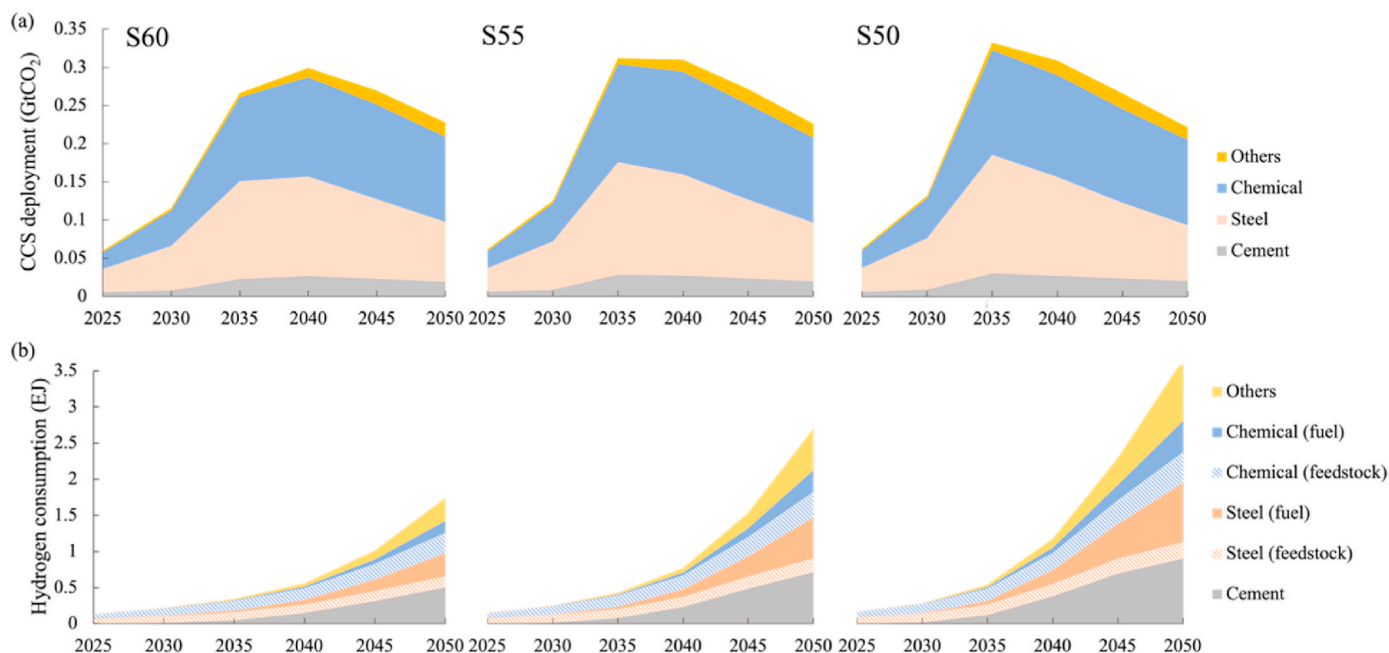 (a)
CCS deployment (GtCO2)
0.35
0.3
0.25
0.2
0.15
0.1
0.05
0
S60
S55
S50
2025 2030 2035 2040 2045 2050
2025 2030 2035 2040 2045 2050
2025 2030 2035 2040 2045 2050
Others
Chemical
Steel
Cement
(b)
Hydrogen consumption (EJ)
3.5
3
2.5
2
1.5
1
0.5
0
2025 2030 2035 2040 2045 2050
2025 2030 2035 2040 2045 2050
2025 2030 2035 2040 2045 2050
Others
Chemical (fuel)
Chemical (feedstock)
Steel (fuel)
Steel (feedstock)
Cement